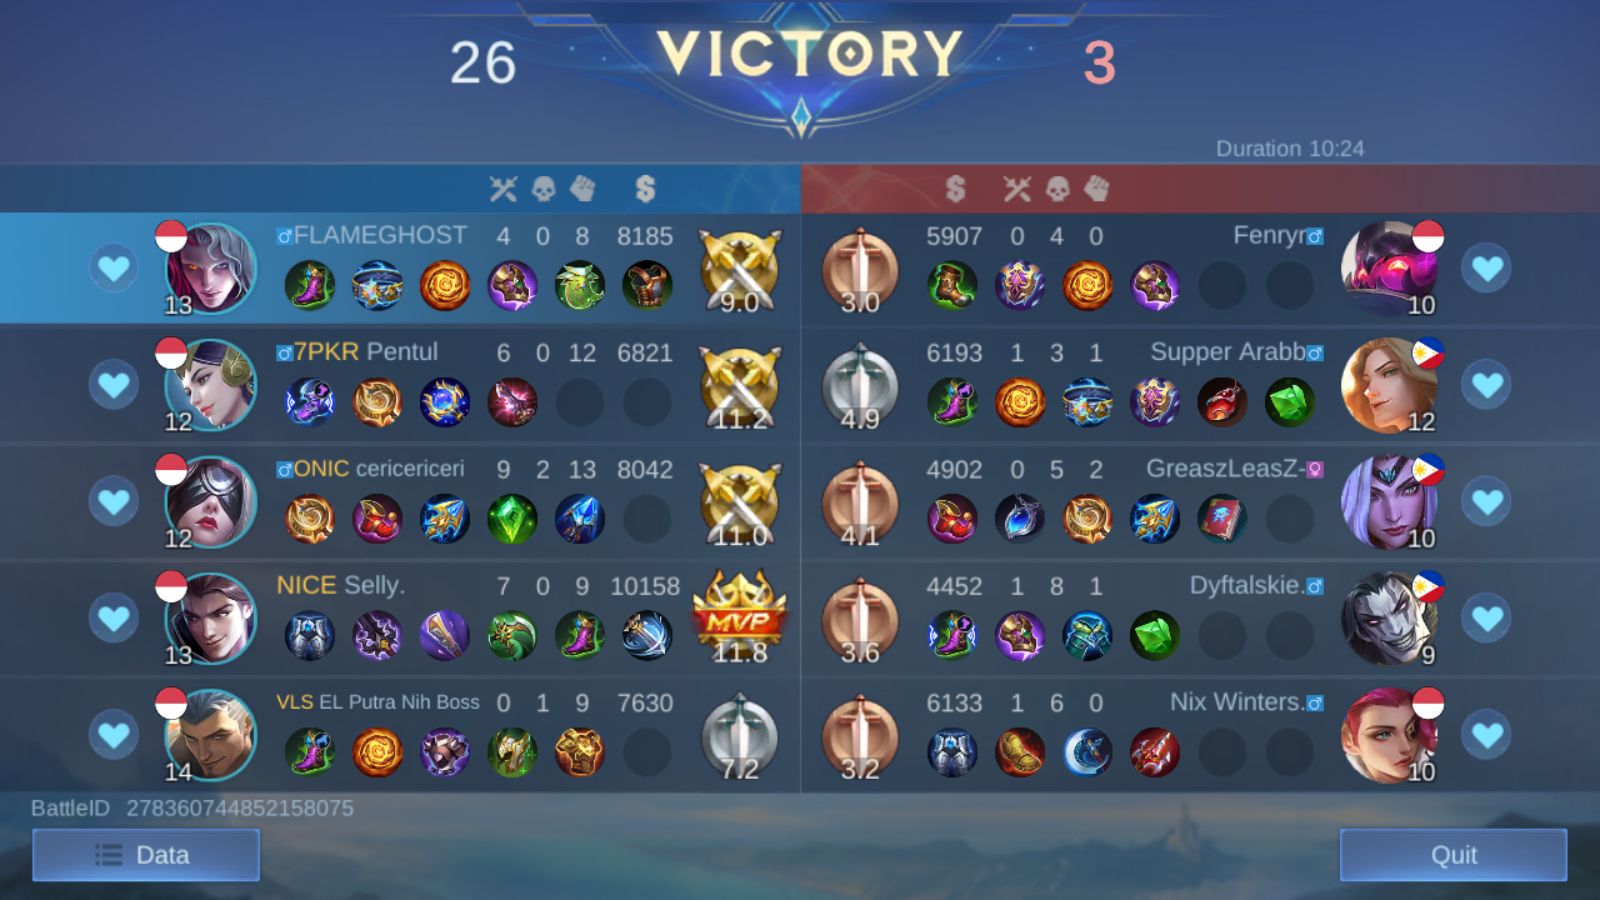 26 VICTORY 3
Duration 10:24
FLAMEGHOST 4 0 8 8185
13 9.0
5907 0 4 0 Fenryr
3.0 10
7PKR Pentul 6 0 12 6821
12 11.2
6193 1 3 1 Supper Arabb
4.9 12
ONIC cericericeri 9 2 13 8042
12 11.0
4902 0 5 2 GreaszLeasZ-
4.1 10
NICE Selly. 7 0 9 10158
MVP
13 11.8
4452 1 8 1 Dyftalskie.
3.6 9
VLS EL Putra Nih Boss 0 1 9 7630
14 7.2
6133 1 6 0 Nix Winters.
3.2 10
BattleID 278360744852158075
Data
Quit